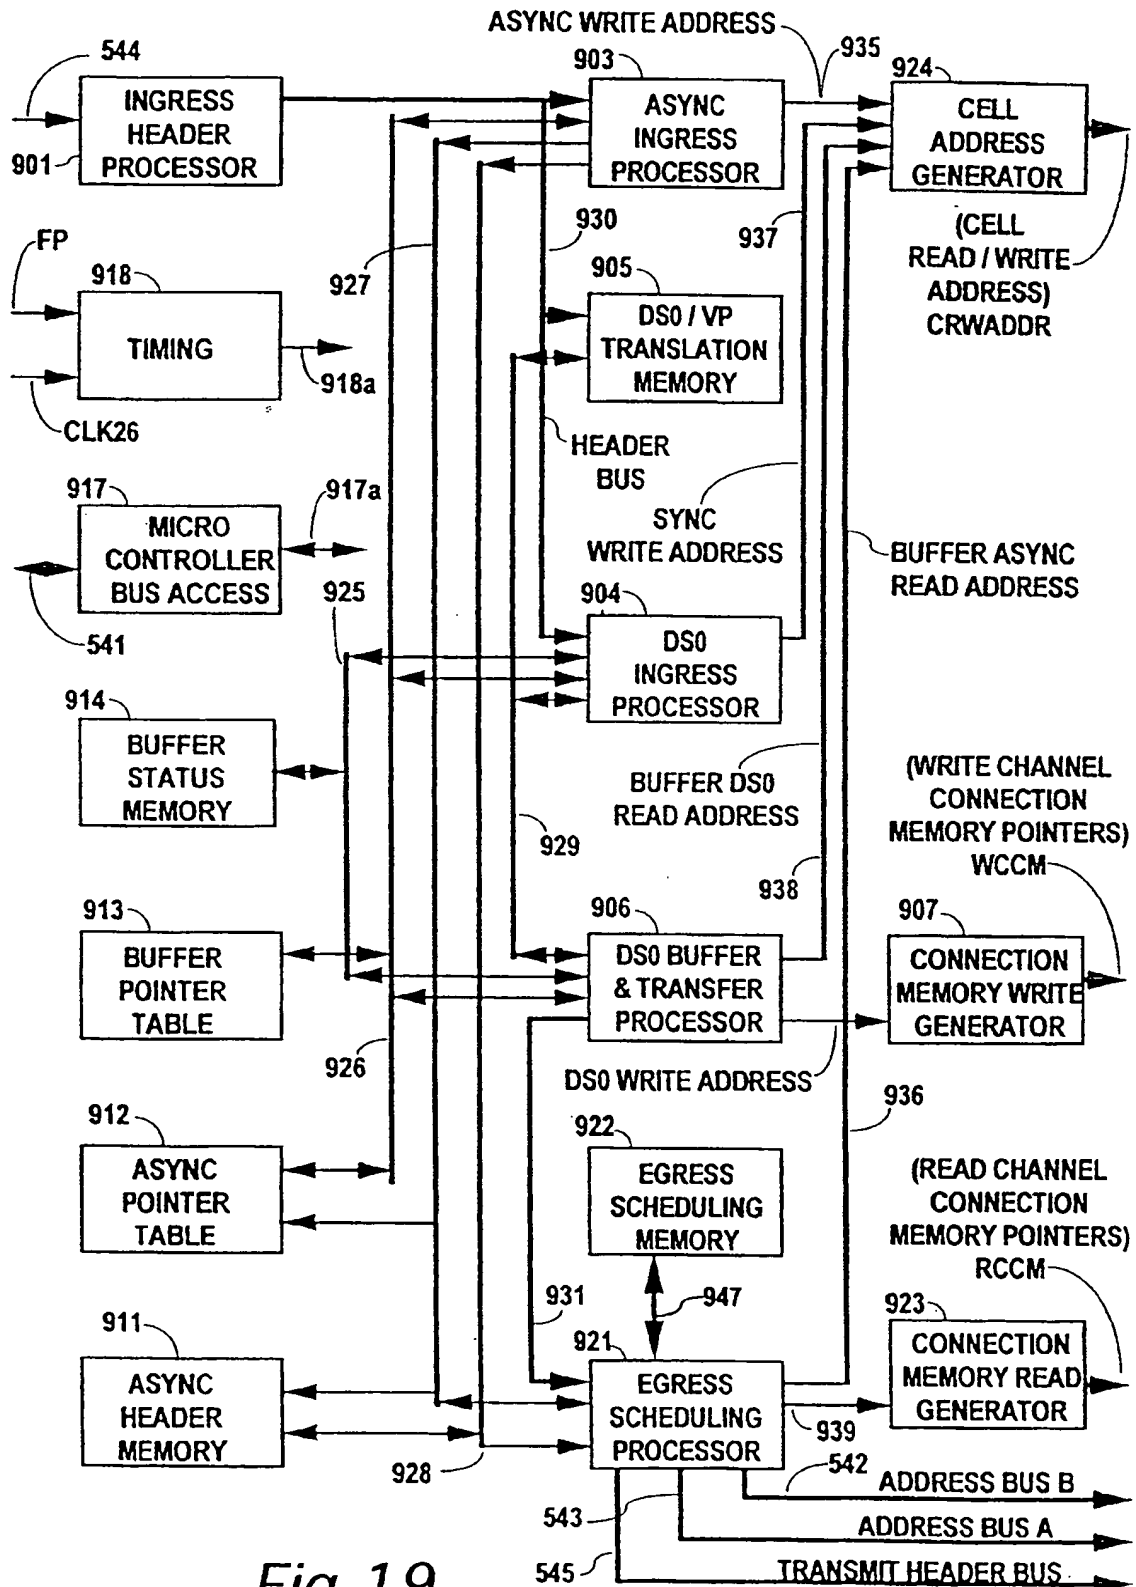 ASYNC WRITE ADDRESS
544
903
935
924
INGRESS
HEADER
PROCESSOR
901
ASYNC
INGRESS
PROCESSOR
CELL
ADDRESS
GENERATOR
FP
918
927
930
937
(CELL
READ / WRITE
ADDRESS)
CRWADDR
TIMING
918a
CLK26
905
DS0 / VP
TRANSLATION
MEMORY
HEADER
BUS
917
917a
MICRO
CONTROLLER
BUS ACCESS
541
SYNC
WRITE ADDRESS
BUFFER ASYNC
READ ADDRESS
925
904
DS0
INGRESS
PROCESSOR
914
BUFFER
STATUS
MEMORY
BUFFER DS0
READ ADDRESS
929
938
(WRITE CHANNEL
CONNECTION
MEMORY POINTERS)
WCCM
913
BUFFER
POINTER
TABLE
906
DS0 BUFFER
& TRANSFER
PROCESSOR
907
CONNECTION
MEMORY WRITE
GENERATOR
926
DS0 WRITE ADDRESS
936
912
ASYNC
POINTER
TABLE
922
EGRESS
SCHEDULING
MEMORY
(READ CHANNEL
CONNECTION
MEMORY POINTERS)
RCCM
931
947
911
ASYNC
HEADER
MEMORY
921
EGRESS
SCHEDULING
PROCESSOR
923
CONNECTION
MEMORY READ
GENERATOR
939
928
542
ADDRESS BUS B
543
ADDRESS BUS A
545
TRANSMIT HEADER BUS
Fig. 19